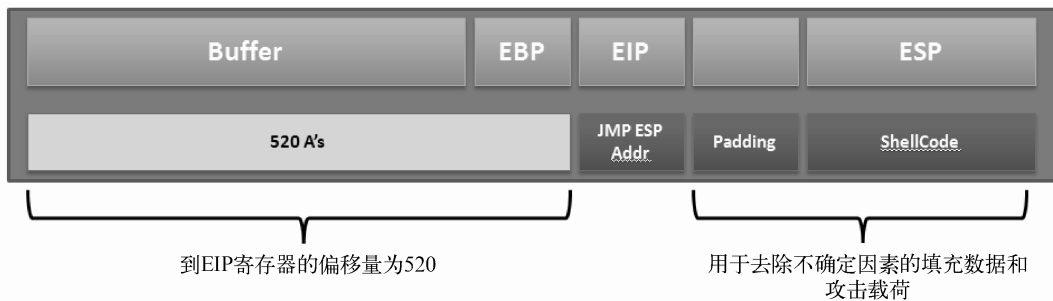 Buffer
EBP
EIP
ESP
520 A's
JMP ESP
Addr
Padding
ShellCode
到EIP寄存器的偏移量为520
用于去除不确定因素的填充数据和
攻击载荷